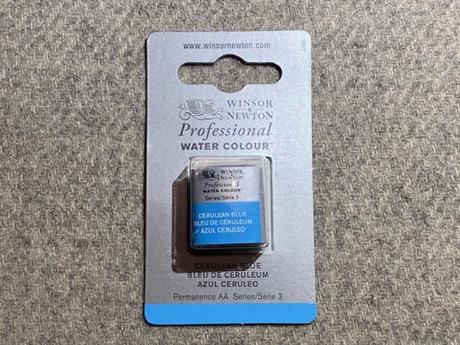 www.winsornewton.com
WINSOR
&
NEWTON
Professional
WATER COLOUR™
WINSOR
& NEWTON
Professional
WATER COLOUR
Series/Série 3
CERULEAN BLUE
BLEU DE CÉRULÉUM
AZUL CERÚLEO
CERULEAN BLUE
BLEU DE CÉRULÉUM
AZUL CERÚLEO
Permanence AA Series/Série 3